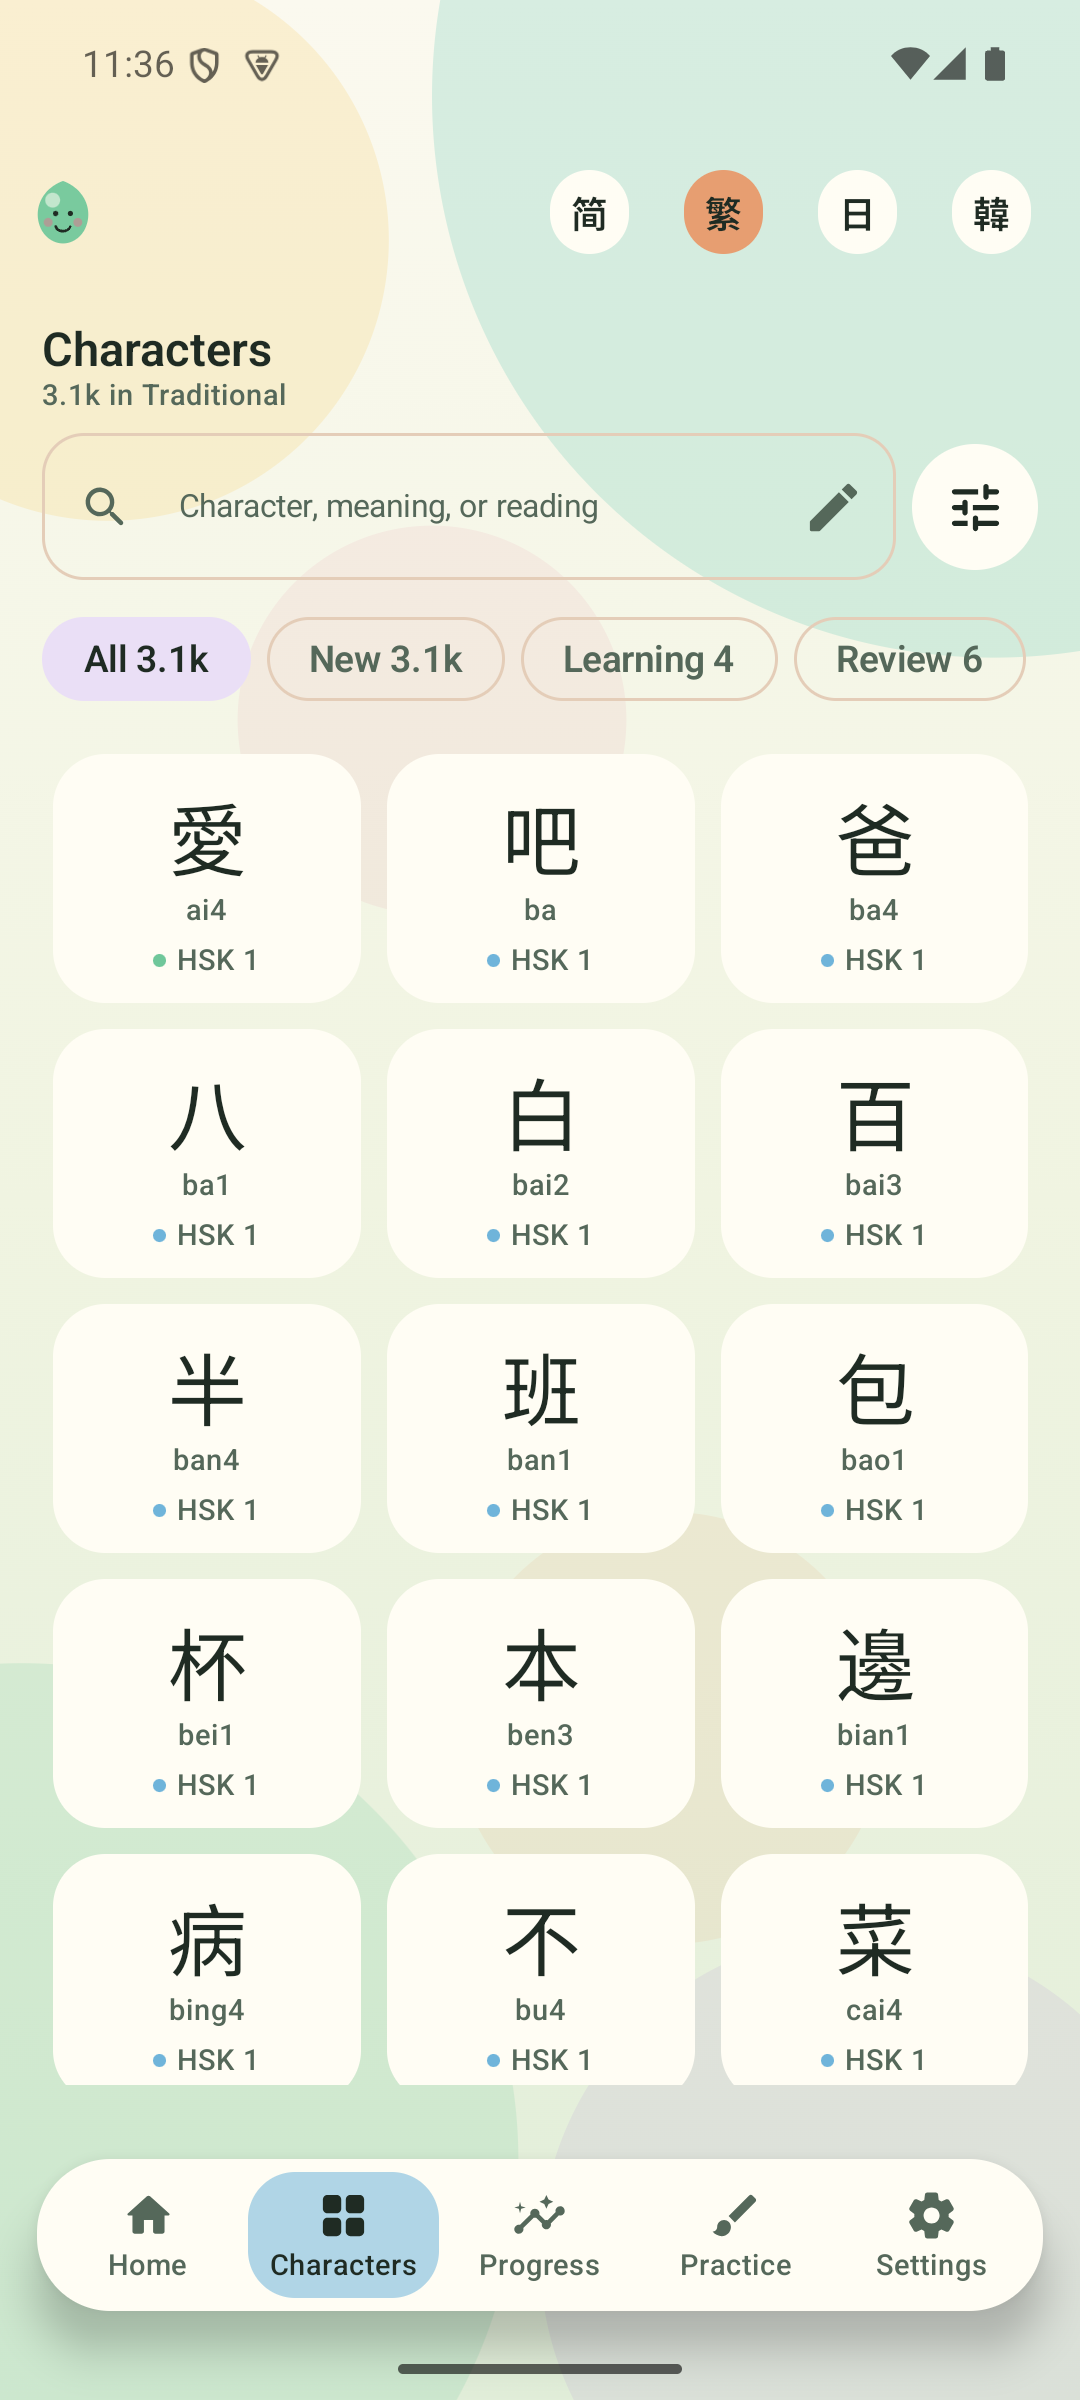 11:36
简 繁 日 韓
Characters
3.1k in Traditional
Character, meaning, or reading
All 3.1k New 3.1k Learning 4 Review 6
愛 吧 爸
ai4 ba ba4
HSK 1 HSK 1 HSK 1
八 白 百
ba1 bai2 bai3
HSK 1 HSK 1 HSK 1
半 班 包
ban4 ban1 bao1
HSK 1 HSK 1 HSK 1
杯 本 邊
bei1 ben3 bian1
HSK 1 HSK 1 HSK 1
病 不 菜
bing4 bu4 cai4
HSK 1 HSK 1 HSK 1
Home Characters Progress Practice Settings